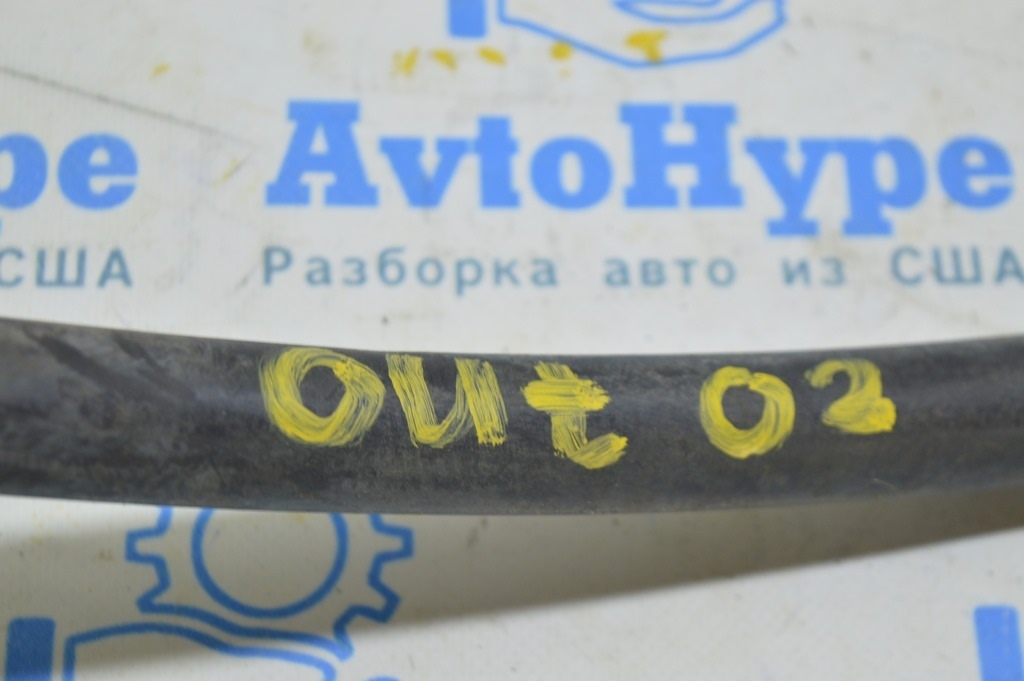 pe AvtoHype
США Разборка авто из США
out 02